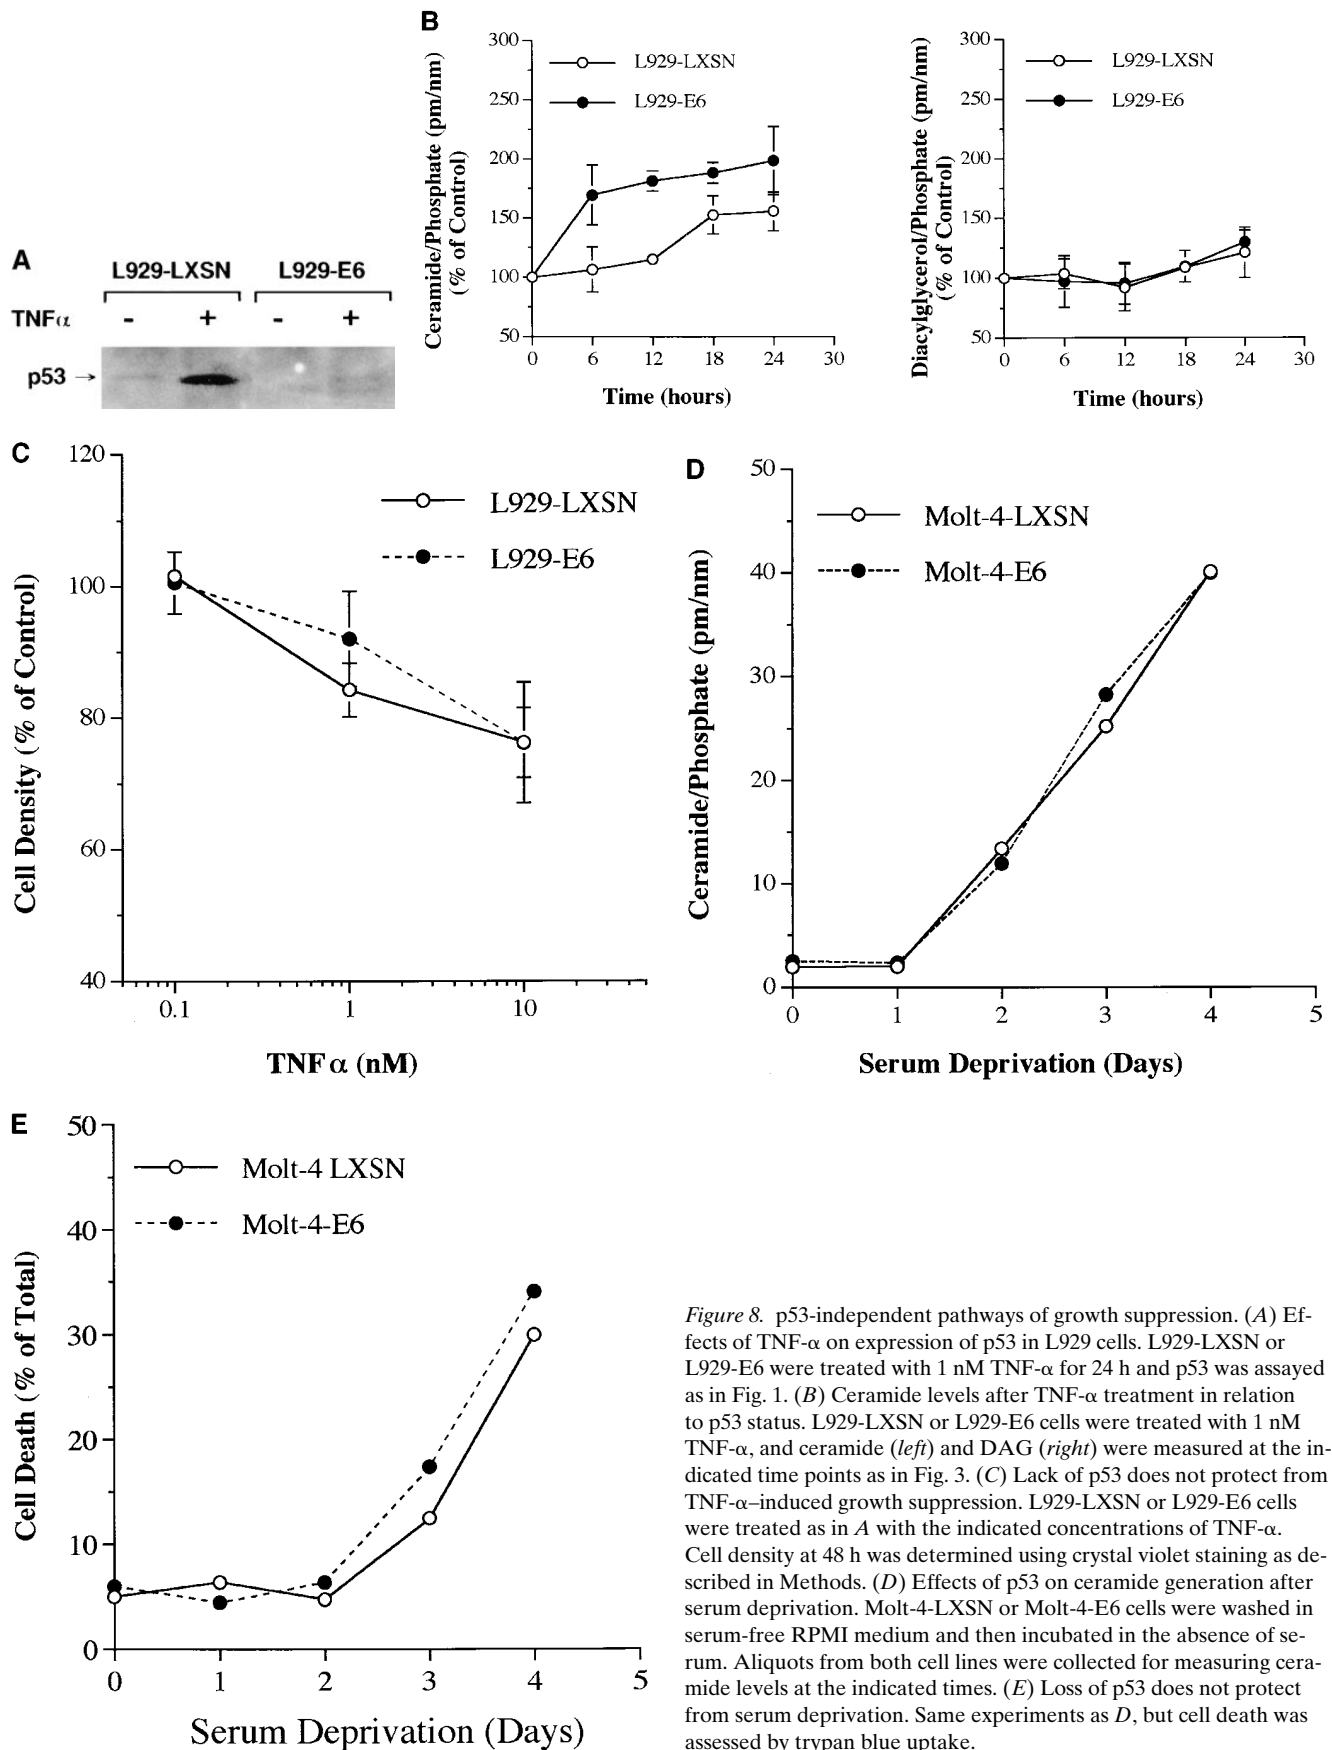 B
300
250
200
150
100
50
L929-LXSN
L929-E6
Ceramide/Phosphate (pm/nm)
(% of Control)
0 6 12 18 24 30
Time (hours)
300
250
200
150
100
50
L929-LXSN
L929-E6
Diacylglycerol/Phosphate (pm/nm)
(% of Control)
0 6 12 18 24 30
Time (hours)
A
L929-LXSN L929-E6
TNFα - + - +
p53 →
C
120
100
80
60
40
L929-LXSN
L929-E6
Cell Density (% of Control)
0.1 1 10
TNF α (nM)
D
50
40
30
20
10
0
Molt-4-LXSN
Molt-4-E6
Ceramide/Phosphate (pm/nm)
0 1 2 3 4 5
Serum Deprivation (Days)
E
50
40
30
20
10
0
Molt-4 LXSN
Molt-4-E6
Cell Death (% of Total)
0 1 2 3 4 5
Serum Deprivation (Days)
Figure 8. p53-independent pathways of growth suppression. (A) Ef-
fects of TNF-α on expression of p53 in L929 cells. L929-LXSN or
L929-E6 were treated with 1 nM TNF-α for 24 h and p53 was assayed
as in Fig. 1. (B) Ceramide levels after TNF-α treatment in relation
to p53 status. L929-LXSN or L929-E6 cells were treated with 1 nM
TNF-α, and ceramide (left) and DAG (right) were measured at the in-
dicated time points as in Fig. 3. (C) Lack of p53 does not protect from
TNF-α–induced growth suppression. L929-LXSN or L929-E6 cells
were treated as in A with the indicated concentrations of TNF-α.
Cell density at 48 h was determined using crystal violet staining as de-
scribed in Methods. (D) Effects of p53 on ceramide generation after
serum deprivation. Molt-4-LXSN or Molt-4-E6 cells were washed in
serum-free RPMI medium and then incubated in the absence of se-
rum. Aliquots from both cell lines were collected for measuring cera-
mide levels at the indicated times. (E) Loss of p53 does not protect
from serum deprivation. Same experiments as D, but cell death was
assessed by trypan blue uptake.